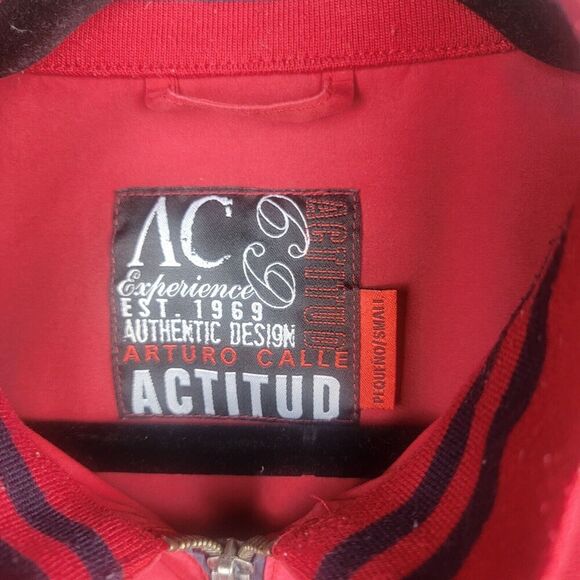 AC 69
Experience
EST. 1969
AUTHENTIC DESIGN
ARTURO CALLE
ACTITUD
ACTITUD
PEQUEÑO/SMALL